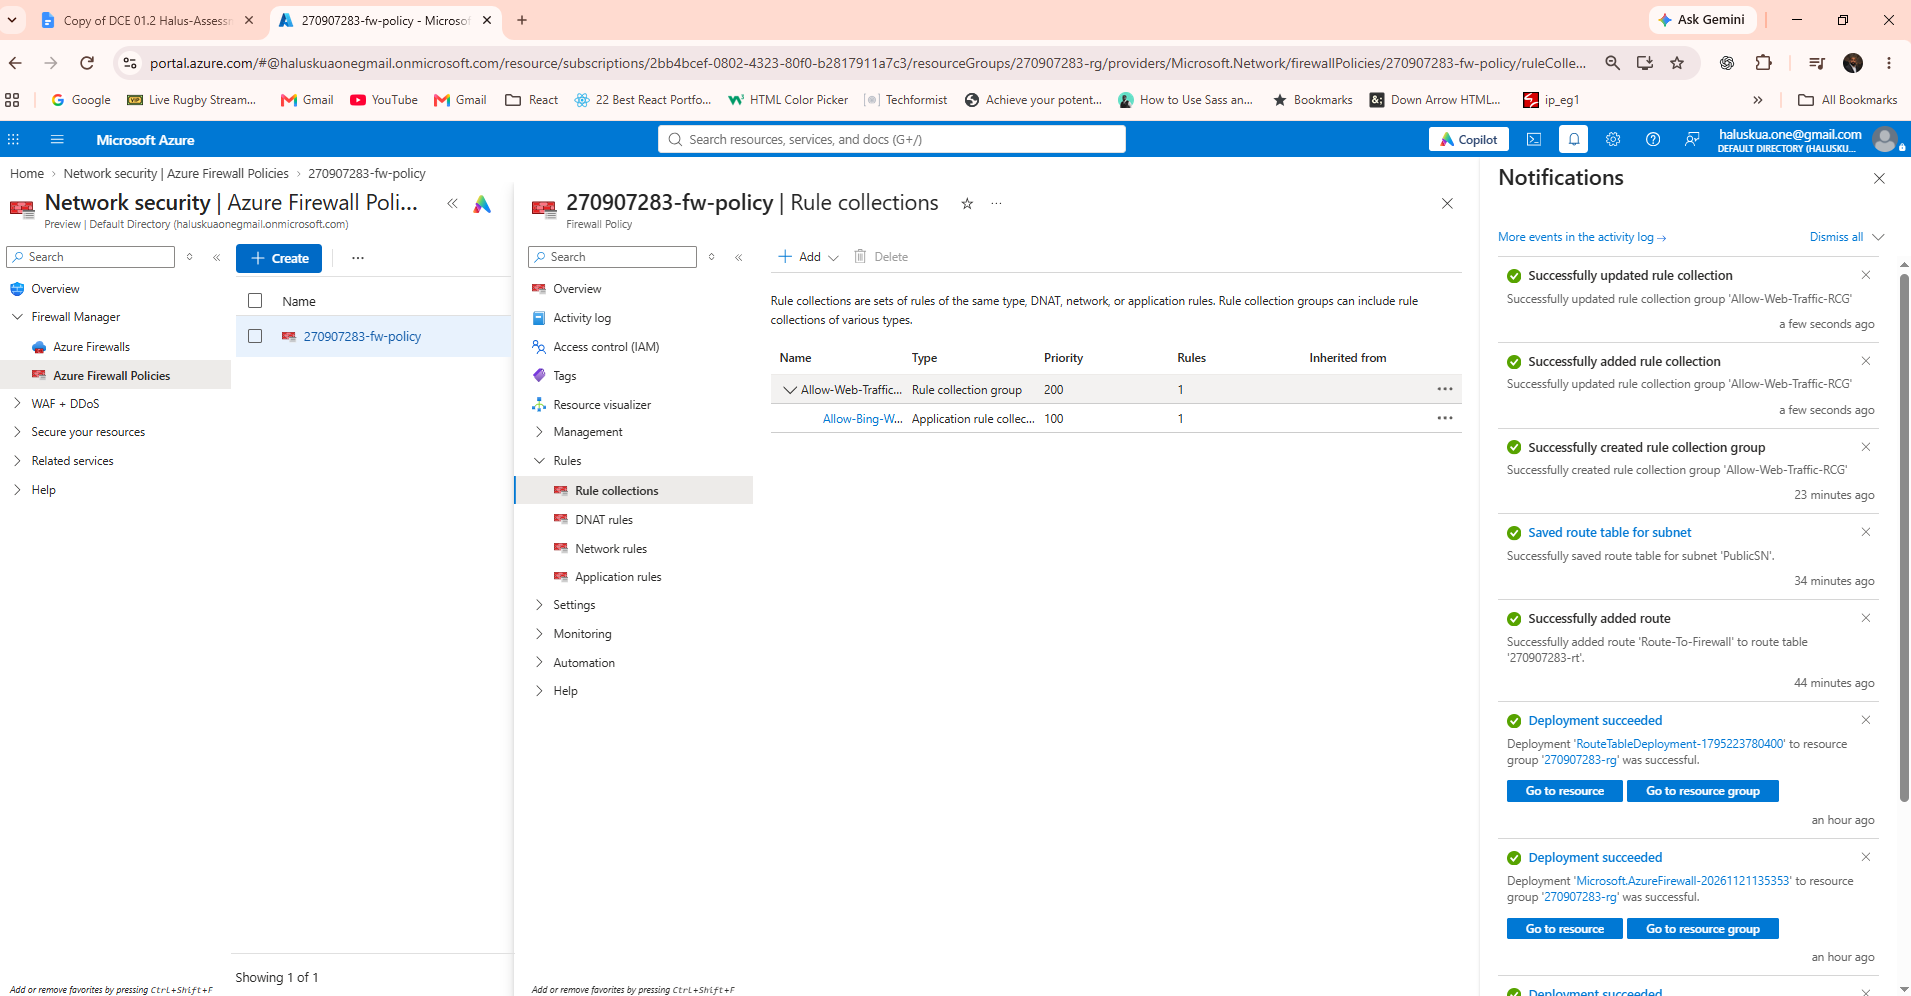 Copy of DCE 01.2 Halus-Assessm
270907283-fw-policy - Microsof
Ask Gemini
portal.azure.com/#@haluskuaonegmail.onmicrosoft.com/resource/subscriptions/2bb4bcef-0802-4323-80f0-b2817911a7c3/resourceGroups/270907283-rg/providers/Microsoft.Network/firewallPolicies/270907283-fw-policy/ruleColle...
Google
VIP
Live Rugby Stream...
Gmail
YouTube
Gmail
React
22 Best React Portfo...
HTML Color Picker
Techformist
Achieve your potent...
How to Use Sass an...
Bookmarks
Down Arrow HTML...
ip_eg1
All Bookmarks
Microsoft Azure
Search resources, services, and docs (G+/)
Copilot
haluskua.one@gmail.com
DEFAULT DIRECTORY (HALUSKU...
Home > Network security | Azure Firewall Policies > 270907283-fw-policy
Network security | Azure Firewall Poli...
Preview | Default Directory (haluskuaonegmail.onmicrosoft.com)
Search
Create
Overview
Firewall Manager
Azure Firewalls
Azure Firewall Policies
WAF + DDoS
Secure your resources
Related services
Help
Name
270907283-fw-policy
Showing 1 of 1
Add or remove favorites by pressing Ctrl+Shift+F
270907283-fw-policy | Rule collections
Firewall Policy
Search
Overview
Activity log
Access control (IAM)
Tags
Resource visualizer
Management
Rules
Rule collections
DNAT rules
Network rules
Application rules
Settings
Monitoring
Automation
Help
Add or remove favorites by pressing Ctrl+Shift+F
Add
Delete
Rule collections are sets of rules of the same type, DNAT, network, or application rules. Rule collection groups can include rule
collections of various types.
Name Type Priority Rules Inherited from
Allow-Web-Traffic... Rule collection group 200 1
Allow-Bing-W... Application rule collec... 100 1
Notifications
More events in the activity log →
Dismiss all
Successfully updated rule collection
Successfully updated rule collection group 'Allow-Web-Traffic-RCG'
a few seconds ago
Successfully added rule collection
Successfully updated rule collection group 'Allow-Web-Traffic-RCG'
a few seconds ago
Successfully created rule collection group
Successfully created rule collection group 'Allow-Web-Traffic-RCG'
23 minutes ago
Saved route table for subnet
Successfully saved route table for subnet 'PublicSN'.
34 minutes ago
Successfully added route
Successfully added route 'Route-To-Firewall' to route table
'270907283-rt'.
44 minutes ago
Deployment succeeded
Deployment 'RouteTableDeployment-1795223780400' to resource
group '270907283-rg' was successful.
Go to resource
Go to resource group
an hour ago
Deployment succeeded
Deployment 'Microsoft.AzureFirewall-20261121135353' to resource
group '270907283-rg' was successful.
Go to resource
Go to resource group
an hour ago
Deployment succeeded